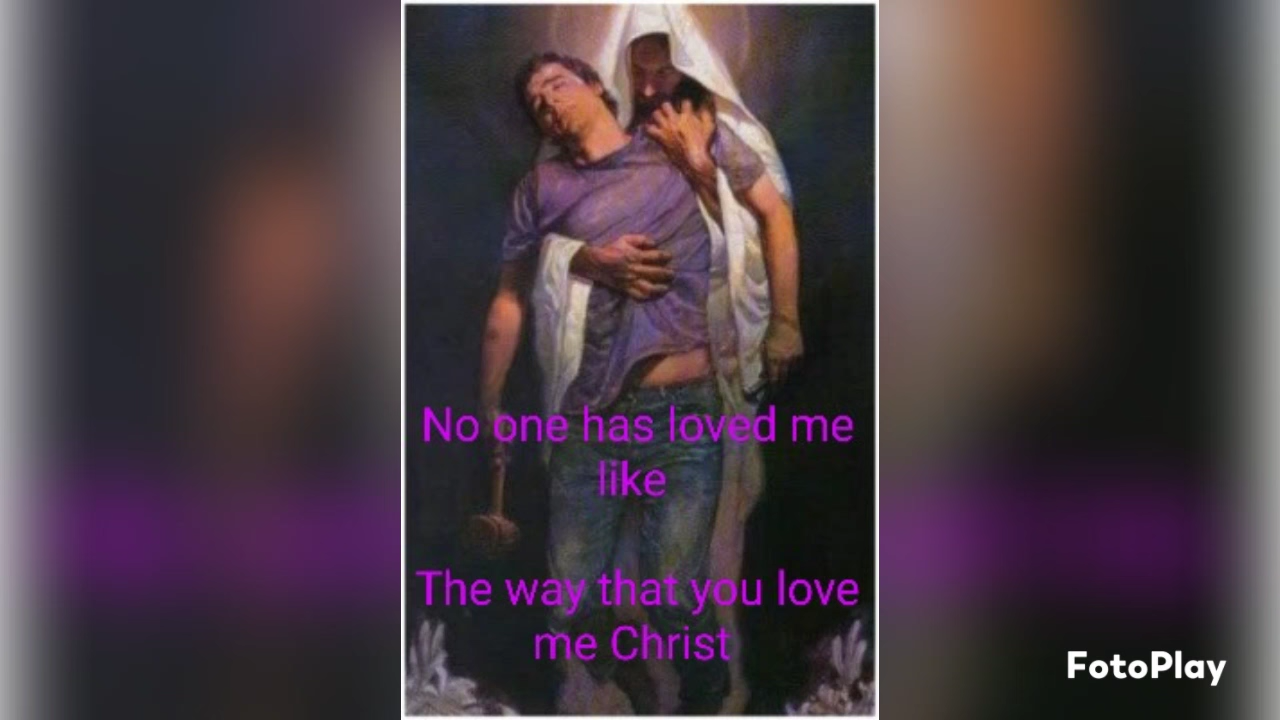 No one has loved me
like
The way that you love
me Christ
FotoPlay